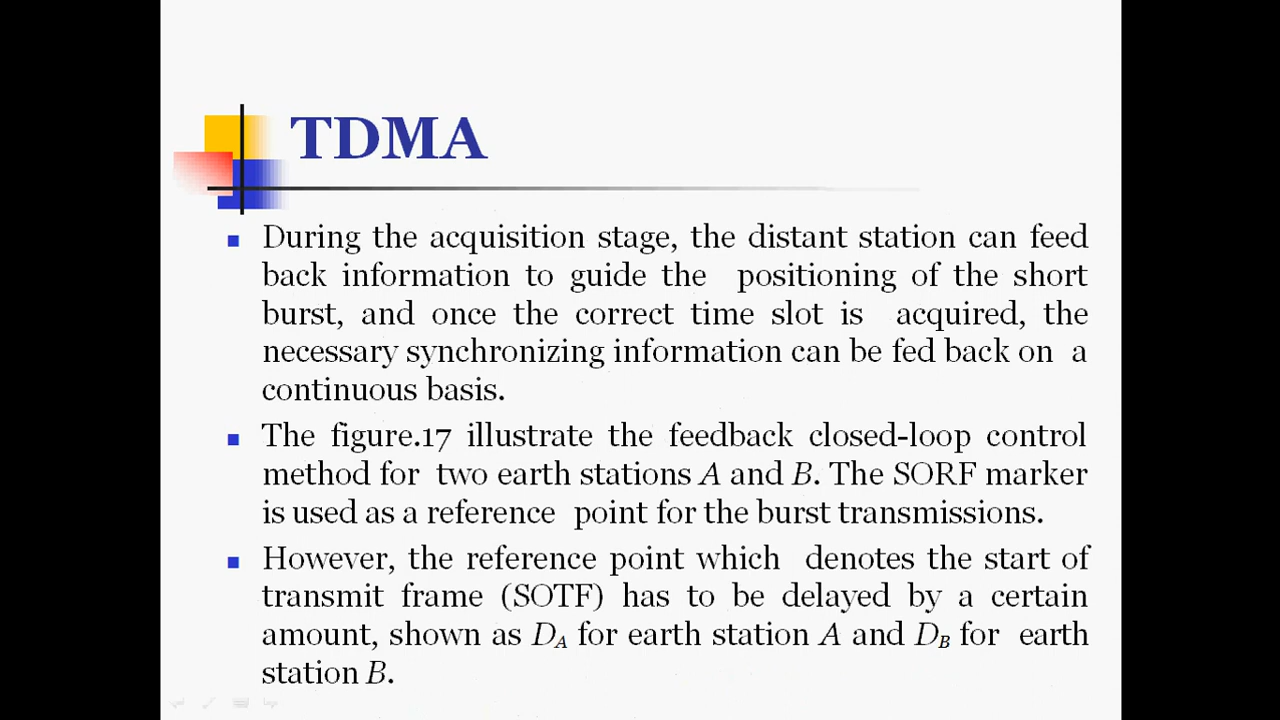 TDMA
During the acquisition stage, the distant station can feed
back information to guide the positioning of the short
burst, and once the correct time slot is acquired, the
necessary synchronizing information can be fed back on a
continuous basis.
The figure.17 illustrate the feedback closed-loop control
method for two earth stations A and B. The SORF marker
is used as a reference point for the burst transmissions.
However, the reference point which denotes the start of
transmit frame (SOTF) has to be delayed by a certain
amount, shown as DA for earth station A and DB for earth
station B.